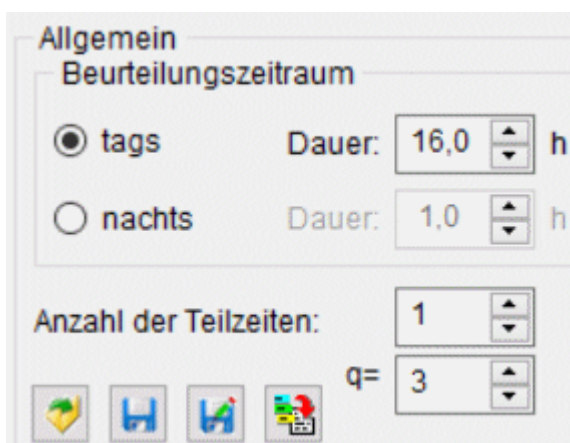 Allgemein
Beurteilungszeitraum
tags Dauer: 16,0 h
nachts Dauer: 1,0 h
Anzahl der Teilzeiten: 1
q= 3